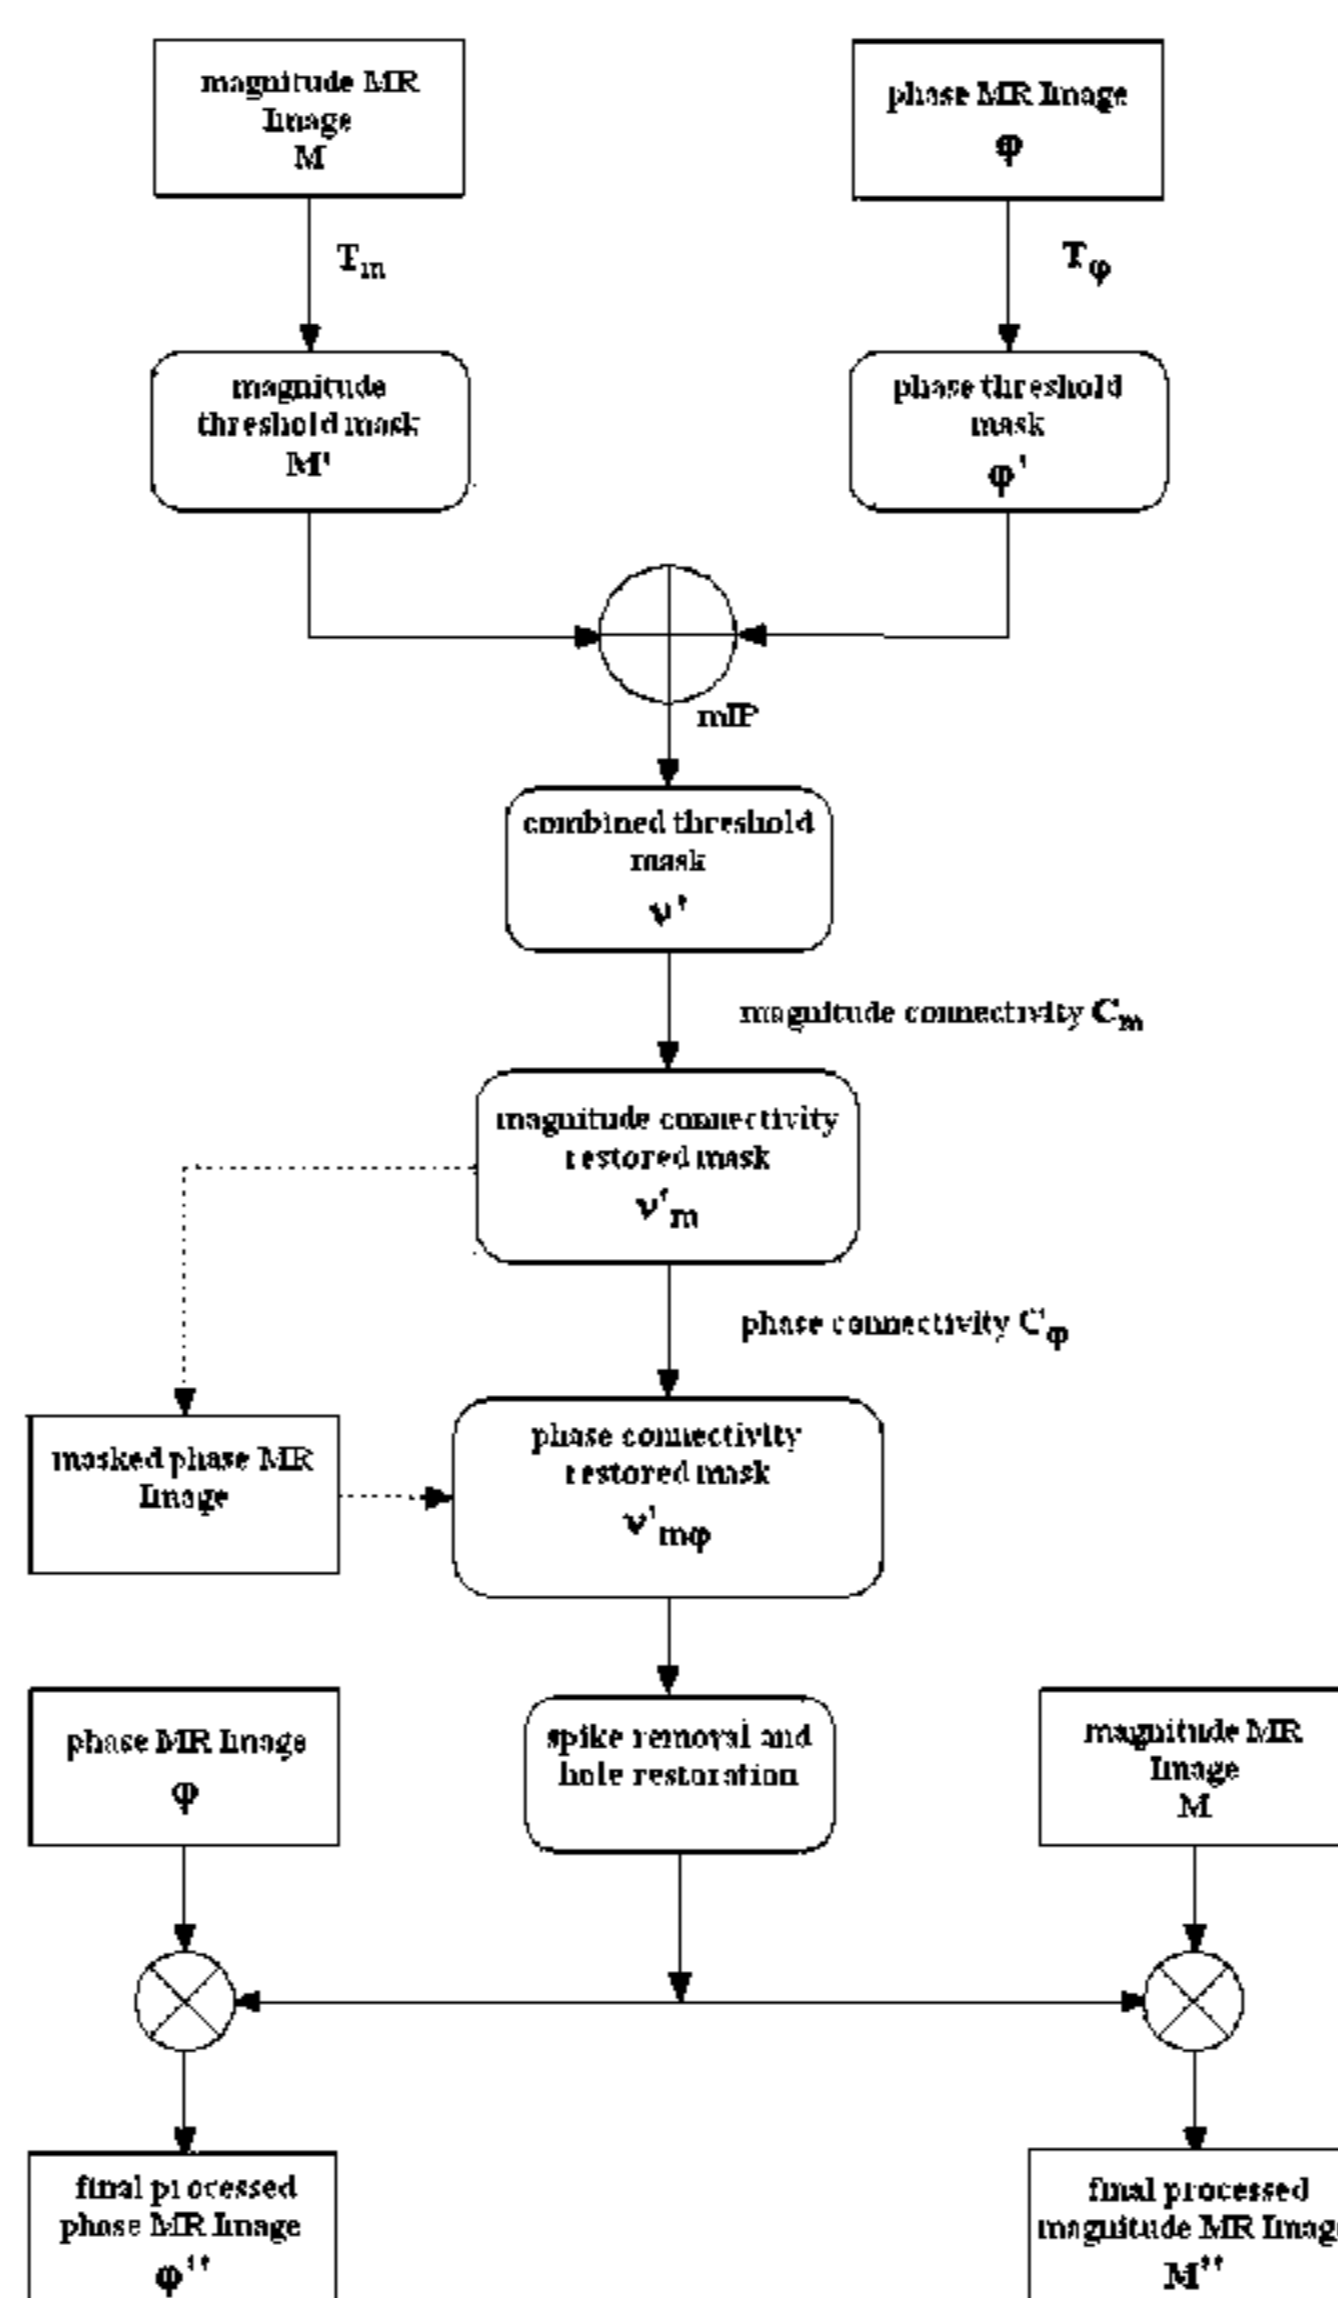 magnitude MR
Image
M
phase MR Image
φ
Tm
Tφ
magnitude
threshold mask
M'
phase threshold
mask
φ'
mIP
combined threshold
mask
ν'
magnitude connectivity Cm
magnitude connectivity
restored mask
ν'm
phase connectivity Cφ
masked phase MR
Image
phase connectivity
restored mask
ν'mφ
phase MR Image
φ
spike removal and
hole restoration
magnitude MR
Image
M
final processed
phase MR Image
φ''
final processed
magnitude MR Image
M''